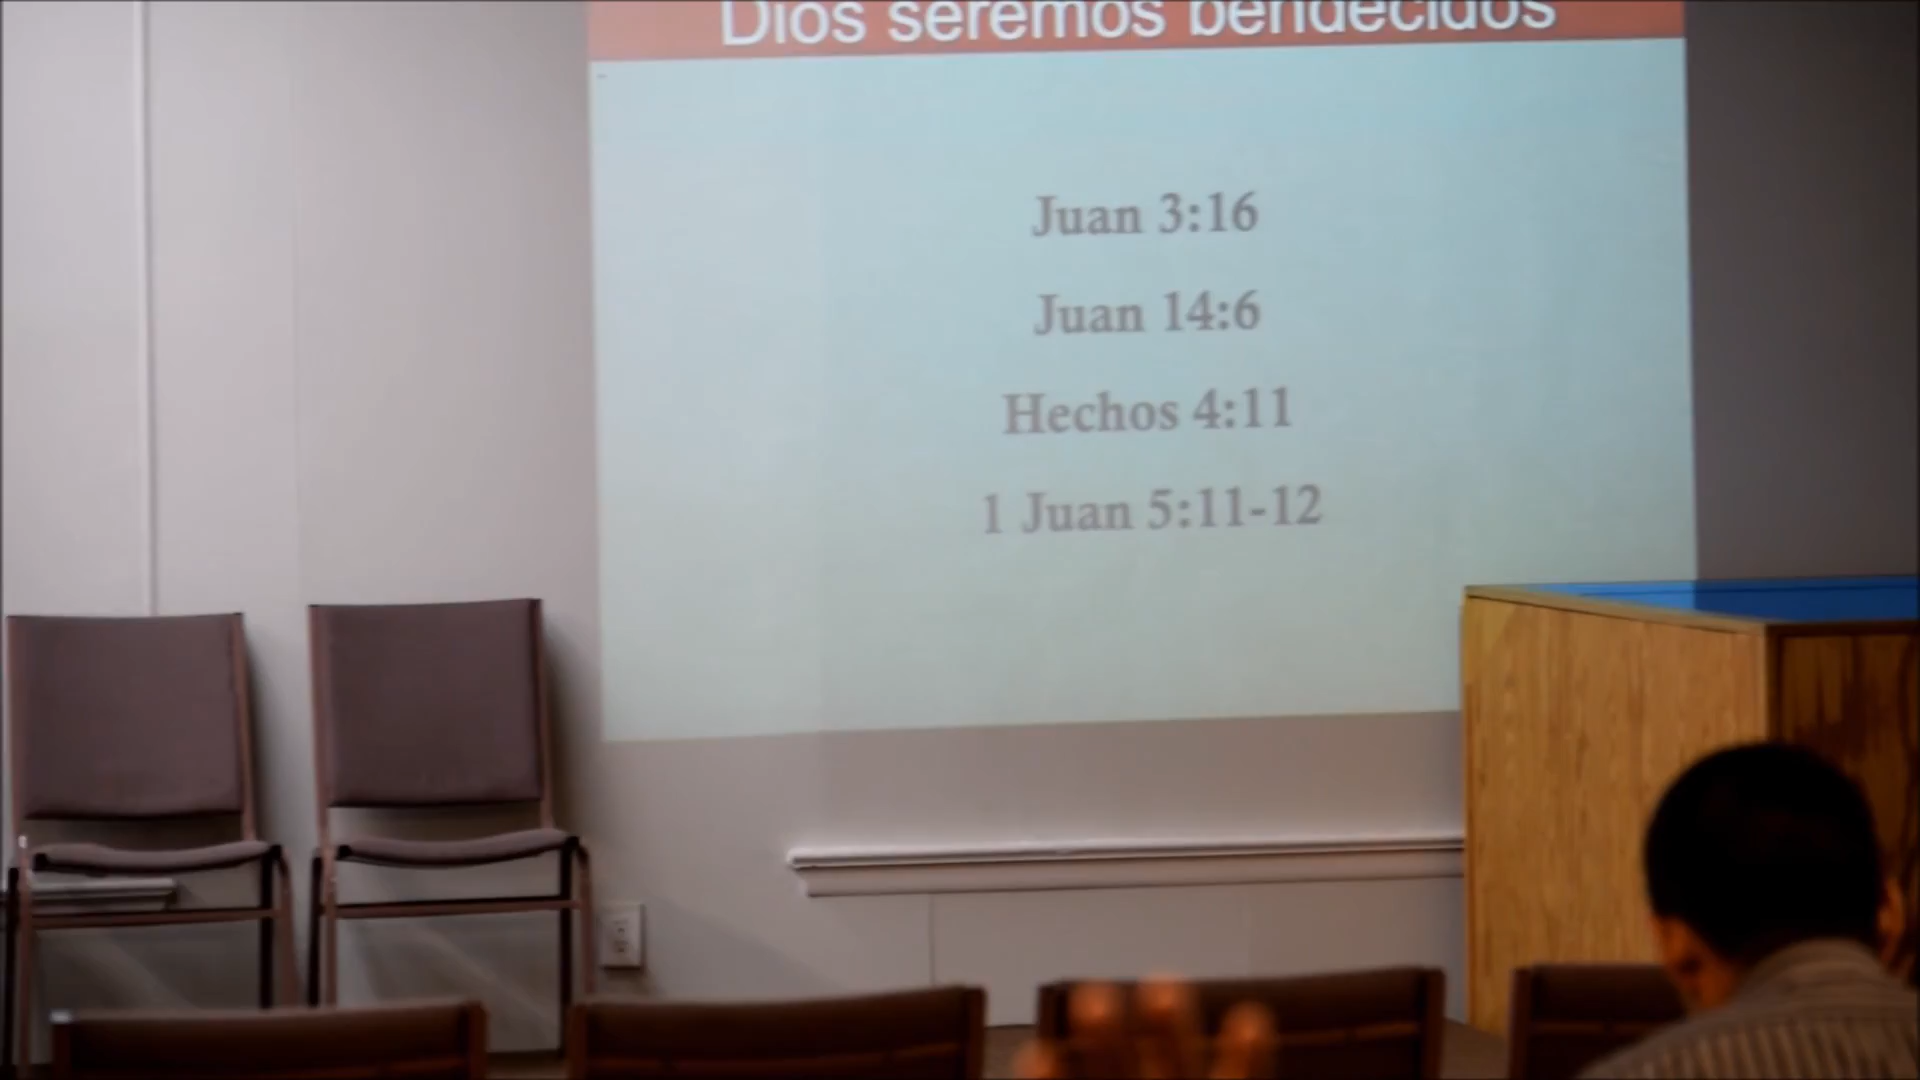 Dios seremos bendecidos
Juan 3:16
Juan 14:6
Hechos 4:11
1 Juan 5:11-12